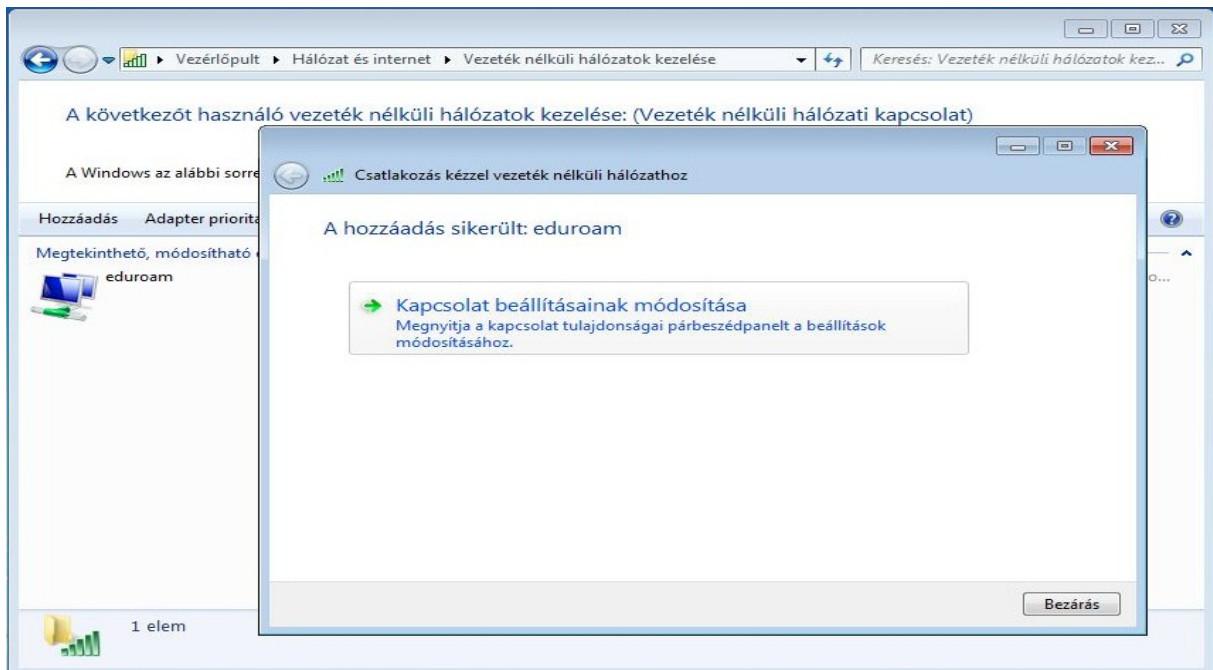 Vezérlőpult ▸ Hálózat és internet ▸ Vezeték nélküli hálózatok kezelése
Keresés: Vezeték nélküli hálózatok kez...
A következőt használó vezeték nélküli hálózatok kezelése: (Vezeték nélküli hálózati kapcsolat)
A Windows az alábbi sorre
Csatlakozás kézzel vezeték nélküli hálózathoz
Hozzáadás Adapter priorita
A hozzáadás sikerült: eduroam
Megtekinthető, módosítható
eduroam
o...
Kapcsolat beállításainak módosítása
Megnyitja a kapcsolat tulajdonságai párbeszédpanelt a beállítások
módosításához.
Bezárás
1 elem